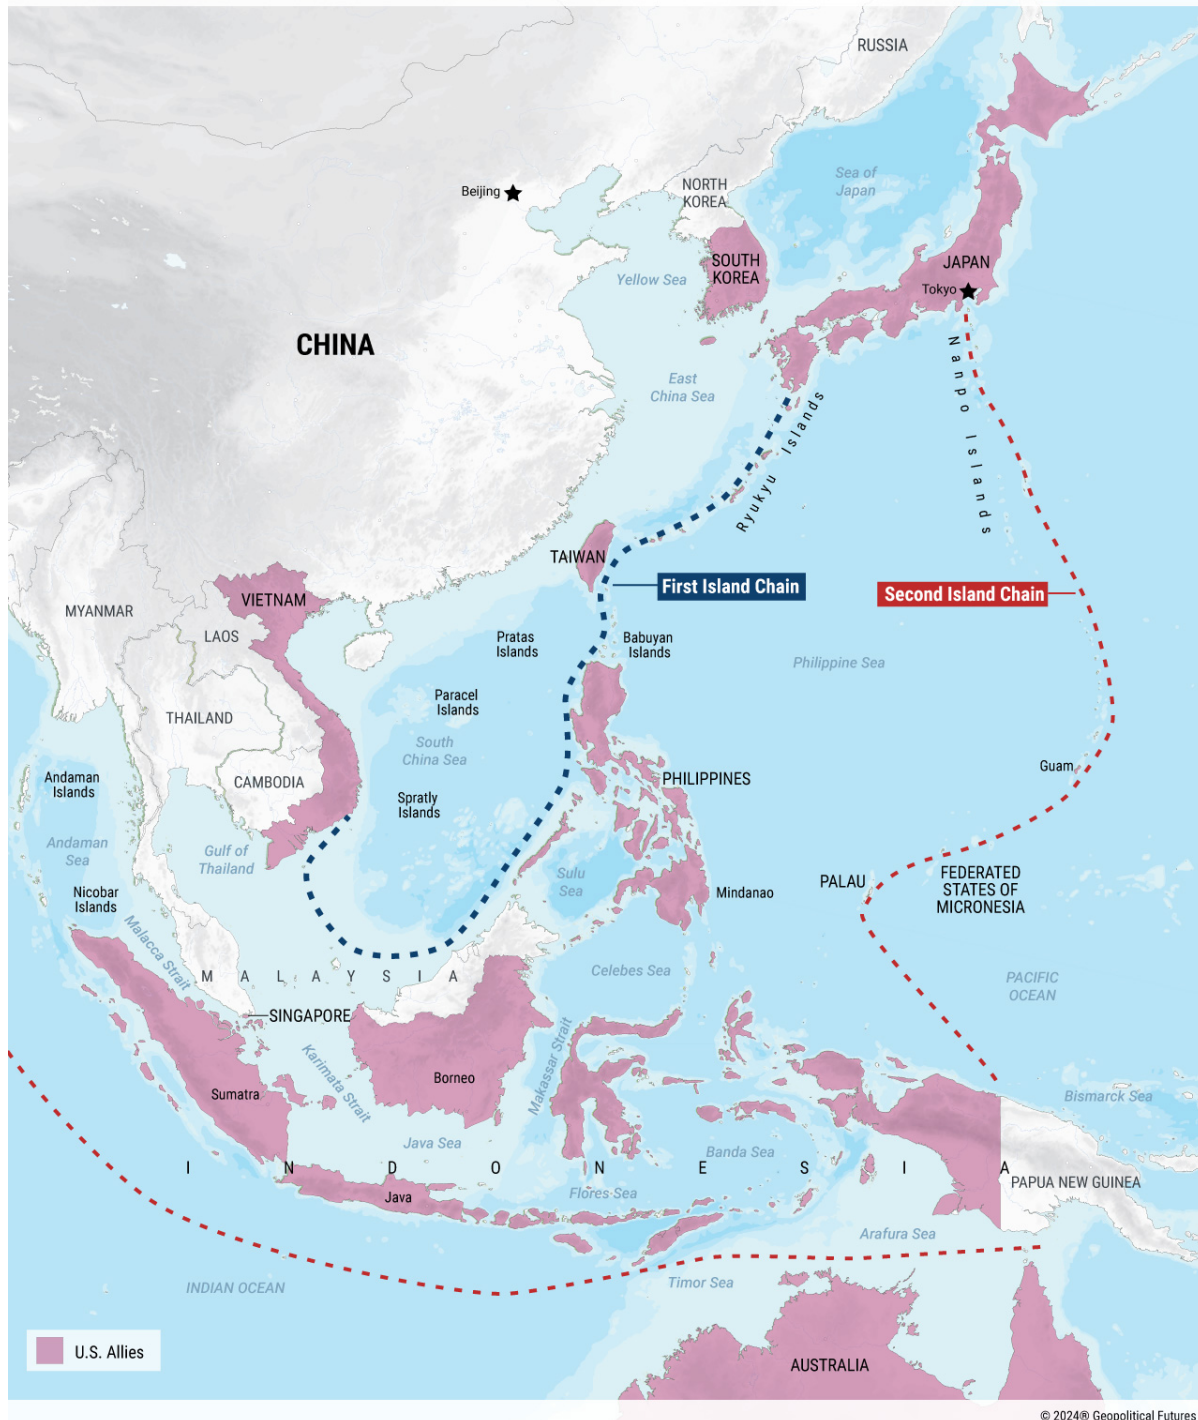 RUSSIA
Sea of
Japan
Beijing
NORTH
KOREA
SOUTH
KOREA
JAPAN
Tokyo
Yellow Sea
CHINA
Nanpo Islands
East
China Sea
Ryukyu Islands
TAIWAN
First Island Chain
Second Island Chain
VIETNAM
MYANMAR
LAOS
Pratas
Islands
Babuyan
Islands
Philippine Sea
THAILAND
Paracel
Islands
South
China Sea
CAMBODIA
PHILIPPINES
Guam
Andaman
Islands
Spratly
Islands
Andaman
Sea
Gulf of
Thailand
Sulu
Sea
PALAU
FEDERATED
STATES OF
MICRONESIA
Nicobar
Islands
Mindanao
Malacca Strait
MALAYSIA
Celebes Sea
PACIFIC
OCEAN
SINGAPORE
Karimata Strait
Makassar Strait
Sumatra
Borneo
Bismarck Sea
Java Sea
Banda Sea
INDONESIA
PAPUA NEW GUINEA
Java
Flores Sea
Arafura Sea
INDIAN OCEAN
Timor Sea
U.S. Allies
AUSTRALIA
© 2024® Geopolitical Futures